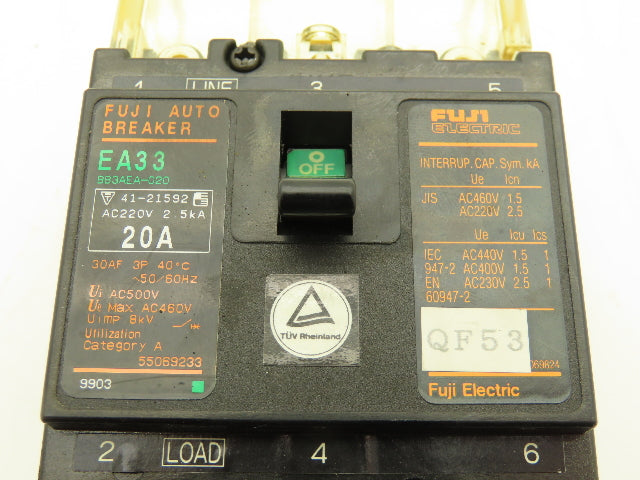 1 LINE 3 5
FUJI AUTO
BREAKER
EA33
BB3AEA-020
▽ 41-21592
AC220V 2.5kA
20A
30AF 3P 40°C
~50/60Hz
Ui AC500V
Ue Max AC460V
Uimp 8kV
Utilization
Category A
55069233
9903
OFF
TÜV Rheinland
FUJI
ELECTRIC
INTERRUP. CAP. Sym. kA
Ue Icn
JIS AC460V 1.5
AC220V 2.5
Ue Icu Ics
IEC AC440V 1.5 1
947-2 AC400V 1.5 1
EN AC230V 2.5 1
60947-2
QF53
069824
Fuji Electric
2 LOAD 4 6